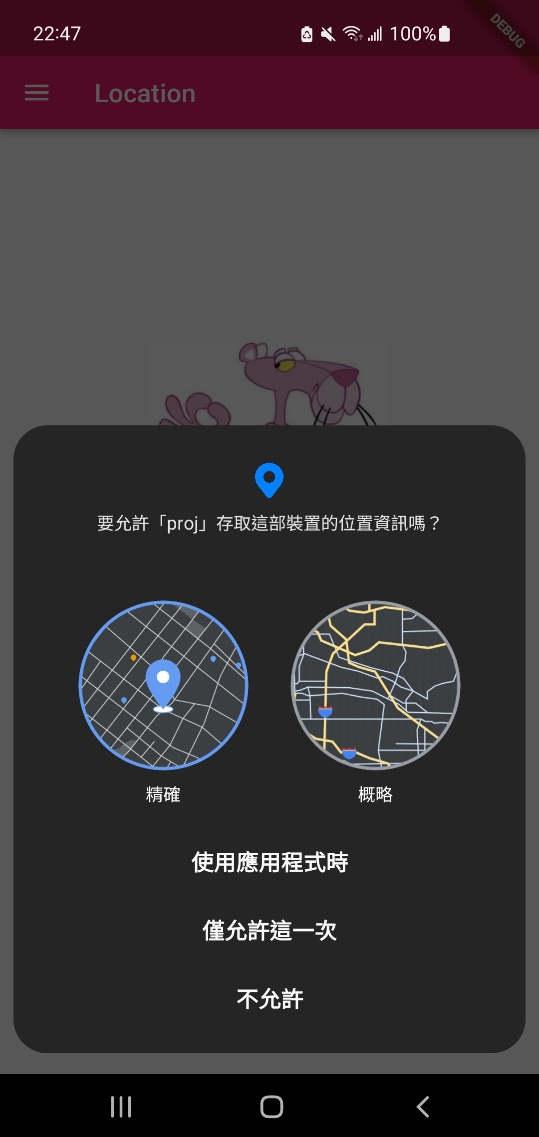 22:47
100%
DEBUG
Location
要允許「proj」存取這部裝置的位置資訊嗎？
精確
概略
使用應用程式時
僅允許這一次
不允許